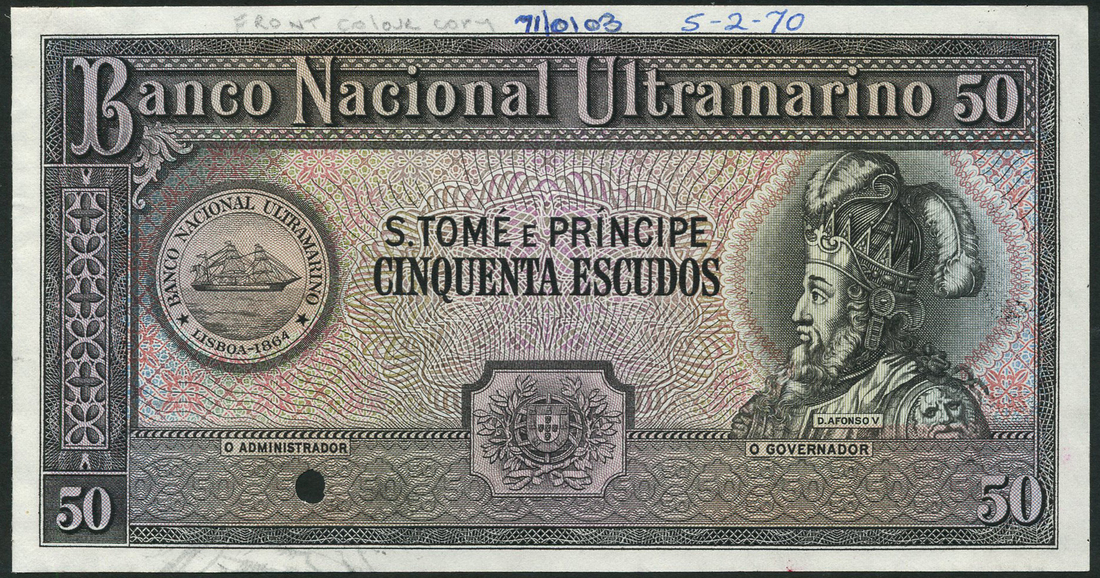 FRONT COLOUR COPY 71/0103 5-2-70
Banco Nacional Ultramarino 50
BANCO NACIONAL ULTRAMARINO
★ LISBOA-1864 ★
S. TOMÉ E PRÍNCIPE
CINQUENTA ESCUDOS
D. AFONSO V
O ADMINISTRADOR
O GOVERNADOR
50
50